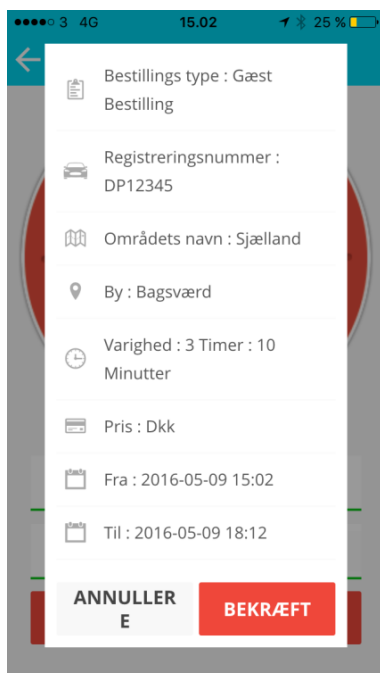 3 4G 15.02 25 %
Bestillings type : Gæst
Bestilling
Registreringsnummer :
DP12345
Områdets navn : Sjælland
By : Bagsværd
Varighed : 3 Timer : 10
Minutter
Pris : Dkk
Fra : 2016-05-09 15:02
Til : 2016-05-09 18:12
ANNULLER
E
BEKRÆFT